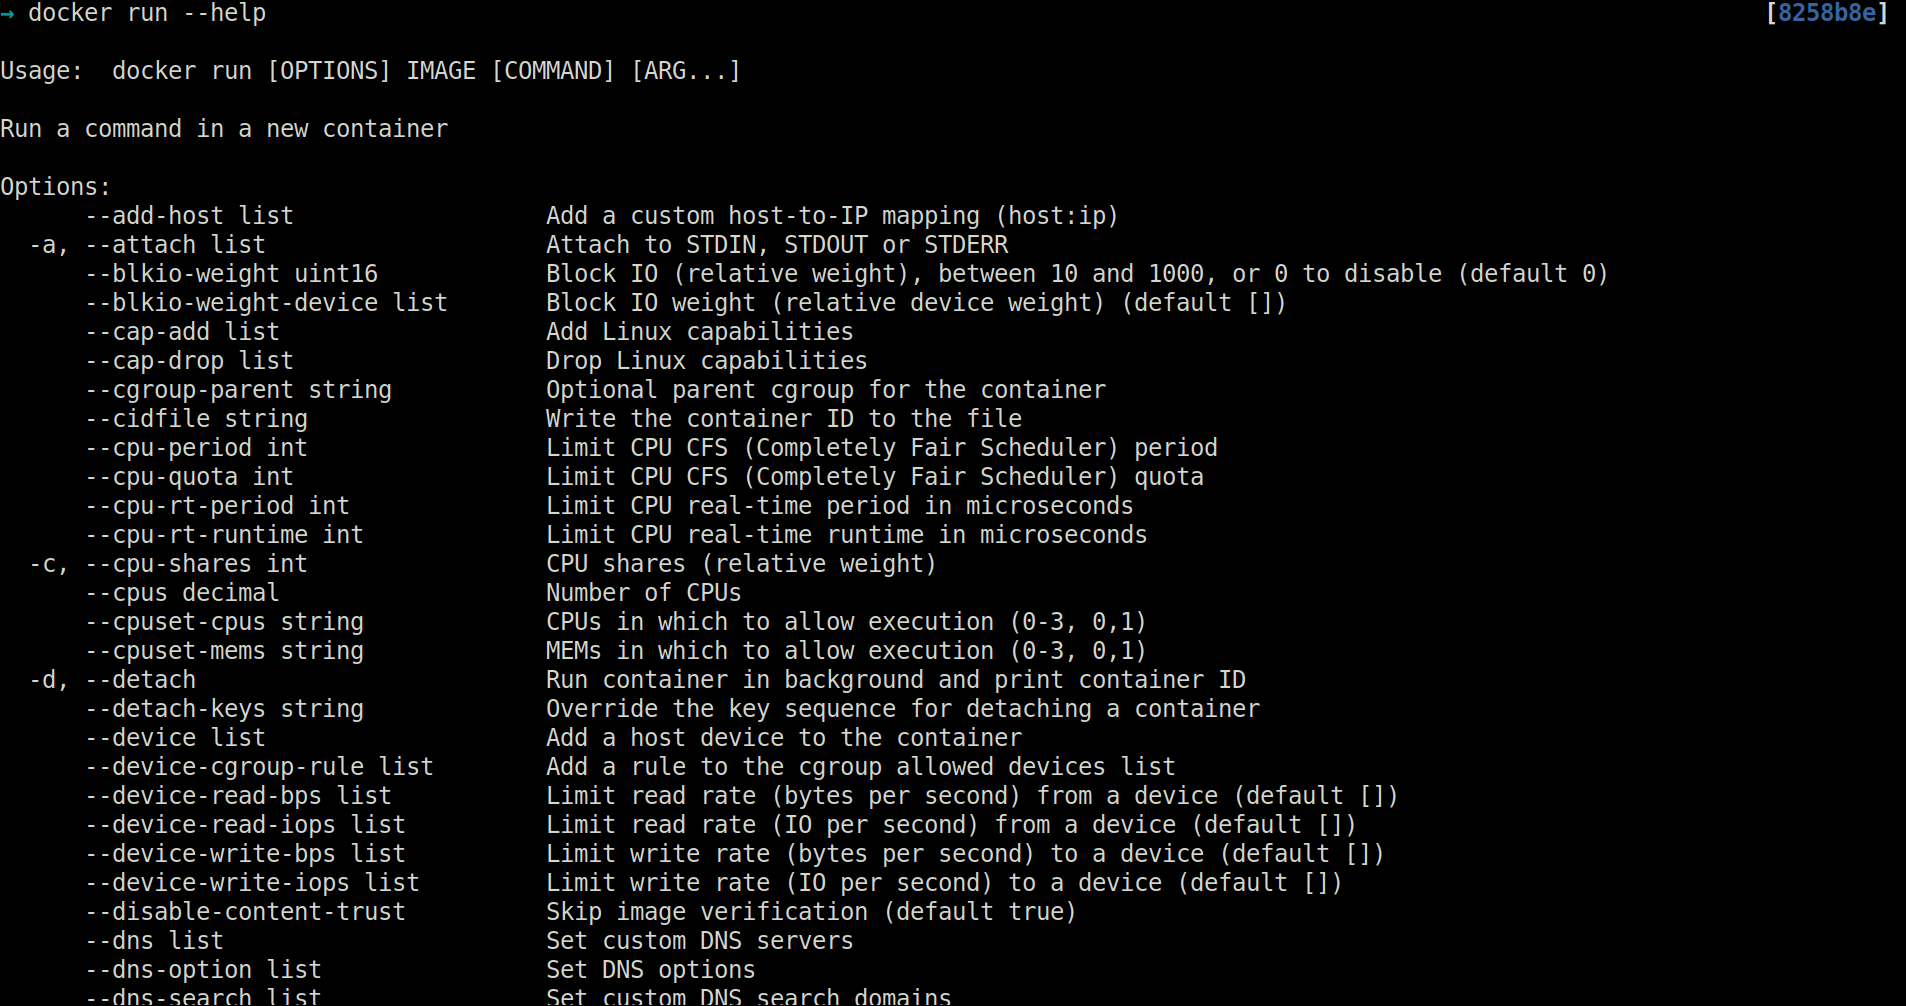 → docker run --help [8258b8e]
Usage:  docker run [OPTIONS] IMAGE [COMMAND] [ARG...]
Run a command in a new container
Options:
      --add-host list                  Add a custom host-to-IP mapping (host:ip)
  -a, --attach list                    Attach to STDIN, STDOUT or STDERR
      --blkio-weight uint16            Block IO (relative weight), between 10 and 1000, or 0 to disable (default 0)
      --blkio-weight-device list       Block IO weight (relative device weight) (default [])
      --cap-add list                   Add Linux capabilities
      --cap-drop list                  Drop Linux capabilities
      --cgroup-parent string           Optional parent cgroup for the container
      --cidfile string                 Write the container ID to the file
      --cpu-period int                 Limit CPU CFS (Completely Fair Scheduler) period
      --cpu-quota int                  Limit CPU CFS (Completely Fair Scheduler) quota
      --cpu-rt-period int              Limit CPU real-time period in microseconds
      --cpu-rt-runtime int             Limit CPU real-time runtime in microseconds
  -c, --cpu-shares int                 CPU shares (relative weight)
      --cpus decimal                   Number of CPUs
      --cpuset-cpus string             CPUs in which to allow execution (0-3, 0,1)
      --cpuset-mems string             MEMs in which to allow execution (0-3, 0,1)
  -d, --detach                         Run container in background and print container ID
      --detach-keys string             Override the key sequence for detaching a container
      --device list                    Add a host device to the container
      --device-cgroup-rule list        Add a rule to the cgroup allowed devices list
      --device-read-bps list           Limit read rate (bytes per second) from a device (default [])
      --device-read-iops list          Limit read rate (IO per second) from a device (default [])
      --device-write-bps list          Limit write rate (bytes per second) to a device (default [])
      --device-write-iops list         Limit write rate (IO per second) to a device (default [])
      --disable-content-trust          Skip image verification (default true)
      --dns list                       Set custom DNS servers
      --dns-option list                Set DNS options
      --dns-search list                Set custom DNS search domains